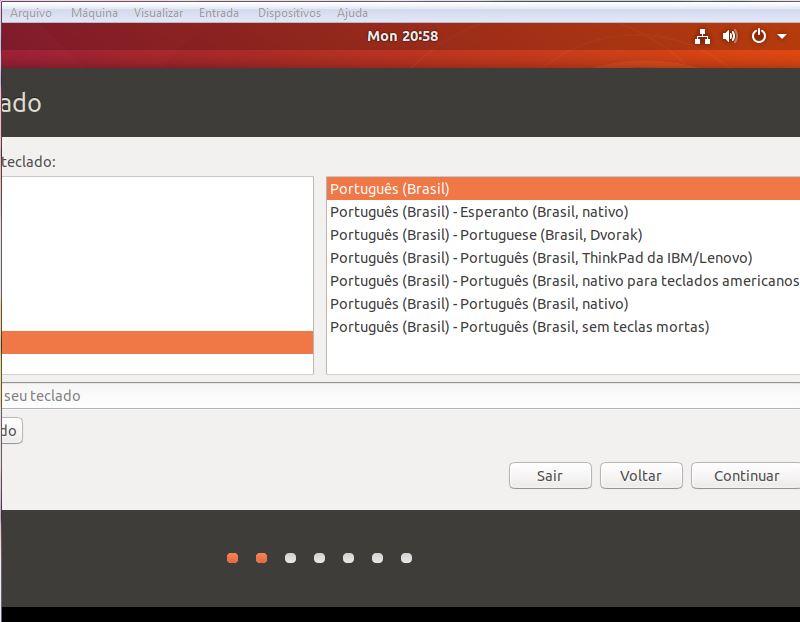 Arquivo Máquina Visualizar Entrada Dispositivos Ajuda
Mon 20:58
ado
teclado:
Português (Brasil)
Português (Brasil) - Esperanto (Brasil, nativo)
Português (Brasil) - Portuguese (Brasil, Dvorak)
Português (Brasil) - Português (Brasil, ThinkPad da IBM/Lenovo)
Português (Brasil) - Português (Brasil, nativo para teclados americanos
Português (Brasil) - Português (Brasil, nativo)
Português (Brasil) - Português (Brasil, sem teclas mortas)
seu teclado
do
Sair Voltar Continuar